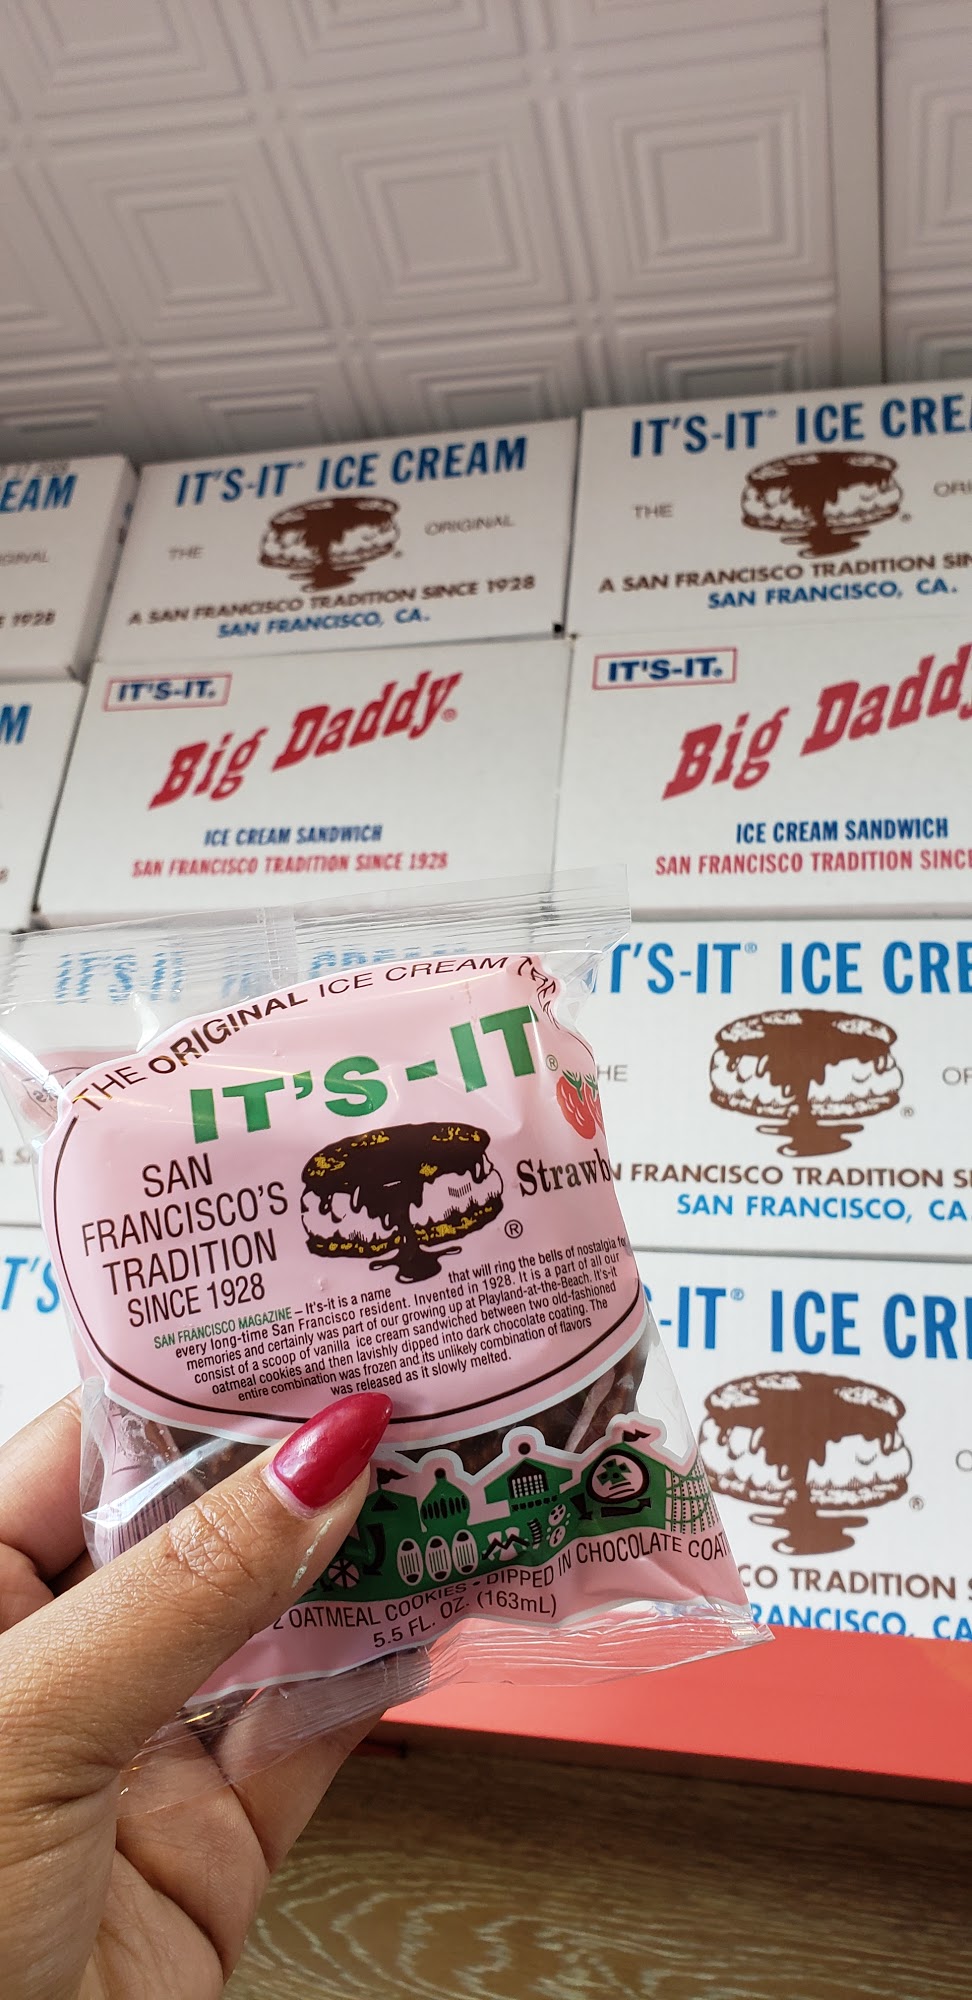 EAM
IGINAL
E 1928
IT'S-IT® ICE CREAM
THE ORIGINAL
A SAN FRANCISCO TRADITION SINCE 1928
SAN FRANCISCO, CA.
IT'S-IT® ICE CREA
THE ORI
®
A SAN FRANCISCO TRADITION SIN
SAN FRANCISCO, CA.
M
IT'S-IT®
Big Daddy®
ICE CREAM SANDWICH
SAN FRANCISCO TRADITION SINCE 1928
IT'S-IT®
Big Daddy
ICE CREAM SANDWICH
SAN FRANCISCO TRADITION SINCE
T'S-IT® ICE CRE
HE OR
®
N FRANCISCO TRADITION SI
SAN FRANCISCO, CA
T'S
-IT® ICE CRE
O
®
CO TRADITION S
RANCISCO, CA
THE ORIGINAL ICE CREAM
IT'S-IT®
SAN
FRANCISCO'S
TRADITION
SINCE 1928
Strawb
®
SAN FRANCISCO MAGAZINE – It's-it is a name that will ring the bells of nostalgia for
every long-time San Francisco resident. Invented in 1928. It is a part of all our
memories and certainly was part of our growing up at Playland-at-the-Beach. It's-it
consist of a scoop of vanilla ice cream sandwiched between two old-fashioned
oatmeal cookies and then lavishly dipped into dark chocolate coating. The
entire combination was frozen and its unlikely combination of flavors
was released as it slowly melted.
2 OATMEAL COOKIES - DIPPED IN CHOCOLATE COAT
5.5 FL. OZ. (163mL)